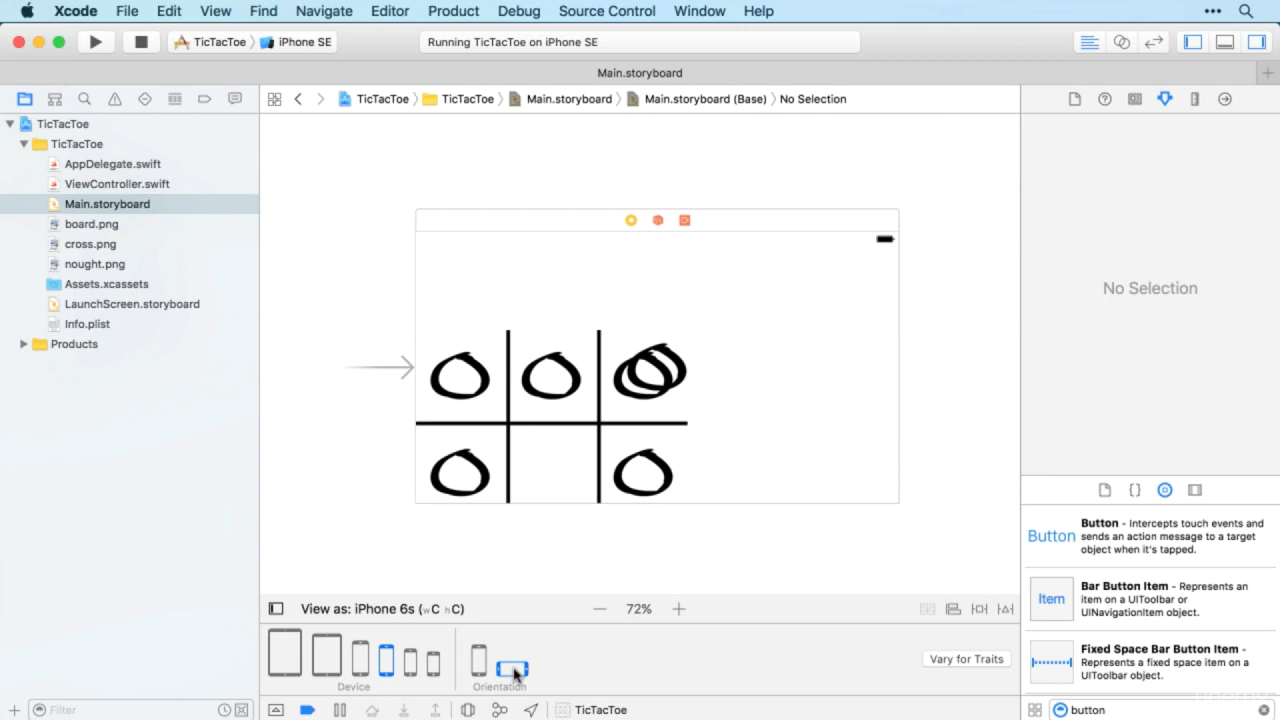 Xcode File Edit View Find Navigate Editor Product Debug Source Control Window Help
TicTacToe iPhone SE
Running TicTacToe on iPhone SE
Main.storyboard
TicTacToe TicTacToe Main.storyboard Main.storyboard (Base) No Selection
TicTacToe
TicTacToe
AppDelegate.swift
ViewController.swift
Main.storyboard
board.png
cross.png
nought.png
Assets.xcassets
LaunchScreen.storyboard
Info.plist
Products
No Selection
Button
Button - Intercepts touch events and
sends an action message to a target
object when it's tapped.
Item
Bar Button Item - Represents an
item on a UIToolbar or
UINavigationItem object.
Fixed Space Bar Button Item -
Represents a fixed space item on a
UIToolbar object.
View as: iPhone 6s (wC hC)
72%
Vary for Traits
Device
Orientation
Filter
TicTacToe
button